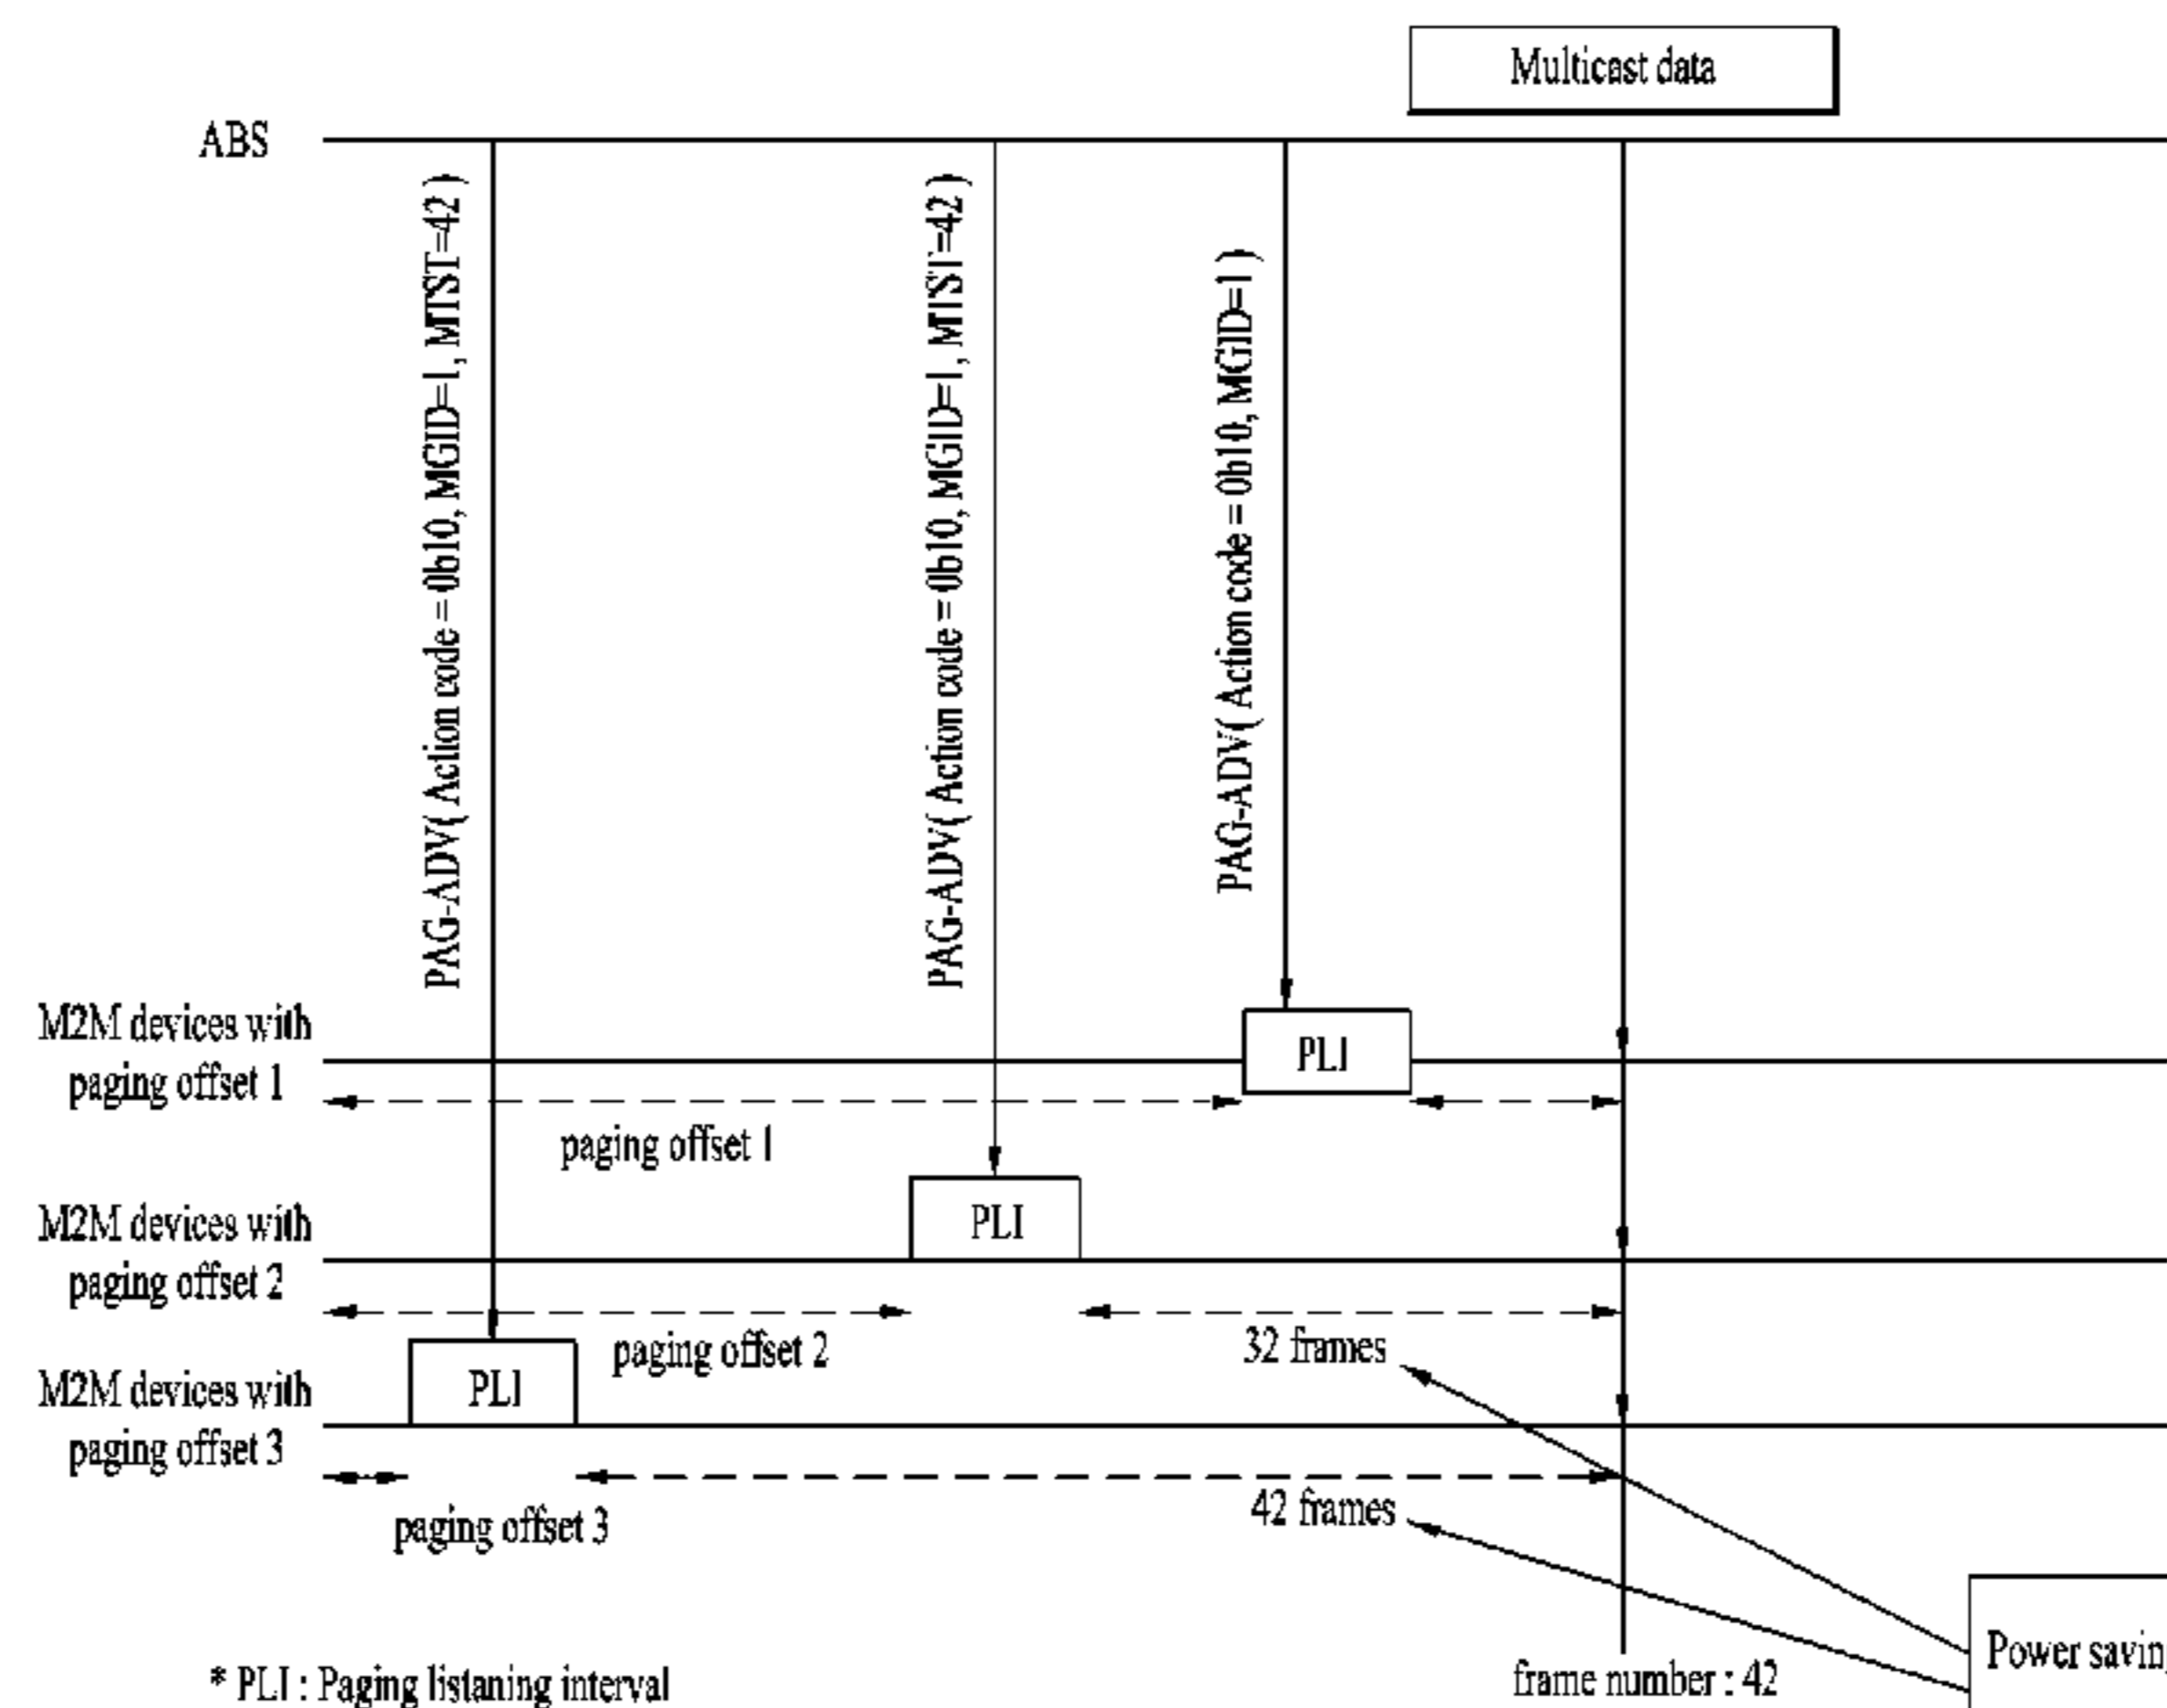 Multicast data
ABS
PAG-ADV( Action code = 0b10, MGID=1, MTST=42 )
PAG-ADV( Action code = 0b10, MGID=1, MTST=42 )
PAG-ADV( Action code = 0b10, MGID=1 )
M2M devices with
paging offset 1
PLI
paging offset 1
M2M devices with
paging offset 2
PLI
paging offset 2
32 frames
M2M devices with
paging offset 3
PLI
paging offset 3
42 frames
Power saving
* PLI : Paging listaning interval
frame number : 42